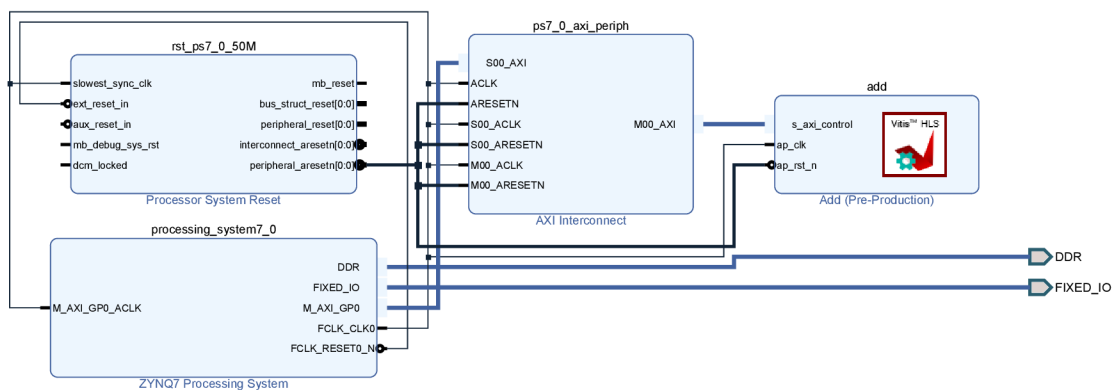 rst_ps7_0_50M
slowest_sync_clk
ext_reset_in
aux_reset_in
mb_debug_sys_rst
dcm_locked
mb_reset
bus_struct_reset[0:0]
peripheral_reset[0:0]
interconnect_aresetn[0:0]
peripheral_aresetn[0:0]
Processor System Reset
ps7_0_axi_periph
S00_AXI
ACLK
ARESETN
S00_ACLK
S00_ARESETN
M00_ACLK
M00_ARESETN
M00_AXI
AXI Interconnect
add
s_axi_control
ap_clk
ap_rst_n
Vitis™ HLS
Add (Pre-Production)
processing_system7_0
M_AXI_GP0_ACLK
DDR
FIXED_IO
M_AXI_GP0
FCLK_CLK0
FCLK_RESET0_N
ZYNQ7 Processing System
DDR
FIXED_IO